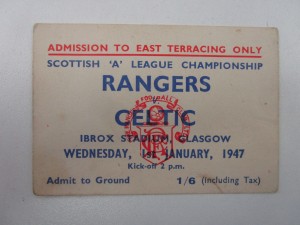 ADMISSION TO EAST TERRACING ONLY
SCOTTISH 'A' LEAGUE CHAMPIONSHIP
RANGERS
v
CELTIC
IBROX STADIUM, GLASGOW
WEDNESDAY, 1st JANUARY, 1947
Kick-off 2 p.m.
Admit to Ground 1/6 (including Tax)